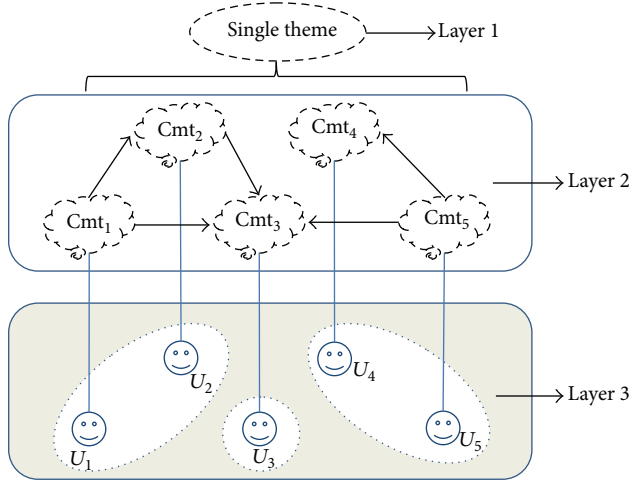 Single theme
Layer 1
Cmt₂
Cmt₄
Layer 2
Cmt₁
Cmt₃
Cmt₅
U₂
U₄
Layer 3
U₁
U₃
U₅